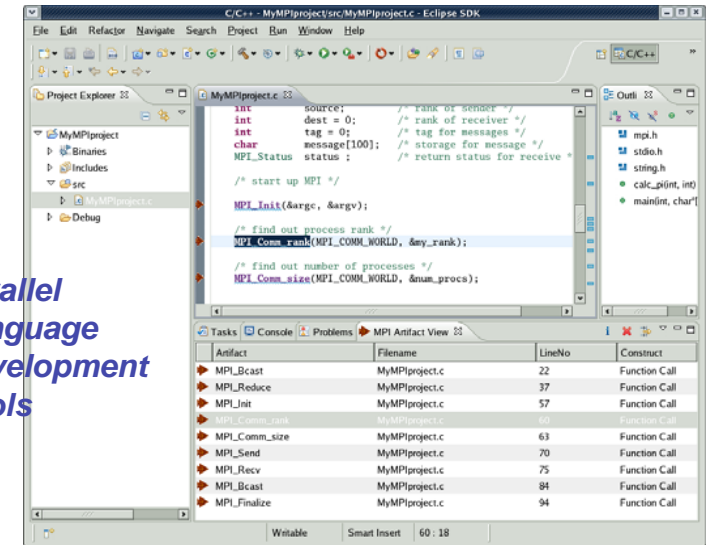 C/C++ - MyMPIproject/src/MyMPIproject.c - Eclipse SDK
File Edit Refactor Navigate Search Project Run Window Help
C/C++ »
Project Explorer
MyMPIproject
Binaries
Includes
src
MyMPIproject.c
Debug
MyMPIproject.c
int source; /* rank of sender */
int dest = 0; /* rank of receiver */
int tag = 0; /* tag for messages */
char message[100]; /* storage for message */
MPI_Status status ; /* return status for receive *
/* start up MPI */
MPI_Init(&argc, &argv);
/* find out process rank */
MPI_Comm_rank(MPI_COMM_WORLD, &my_rank);
/* find out number of processes */
MPI_Comm_size(MPI_COMM_WORLD, &num_procs);
Outli
mpi.h
stdio.h
string.h
calc_pi(int, int)
main(int, char*[
allel
nguage
velopment
ols
Tasks Console Problems MPI Artifact View
Artifact Filename LineNo Construct
MPI_Bcast MyMPIproject.c 22 Function Call
MPI_Reduce MyMPIproject.c 37 Function Call
MPI_Init MyMPIproject.c 57 Function Call
MPI_Comm_rank MyMPIproject.c 60 Function Call
MPI_Comm_size MyMPIproject.c 63 Function Call
MPI_Send MyMPIproject.c 70 Function Call
MPI_Recv MyMPIproject.c 75 Function Call
MPI_Bcast MyMPIproject.c 84 Function Call
MPI_Finalize MyMPIproject.c 94 Function Call
Writable Smart Insert 60 : 18